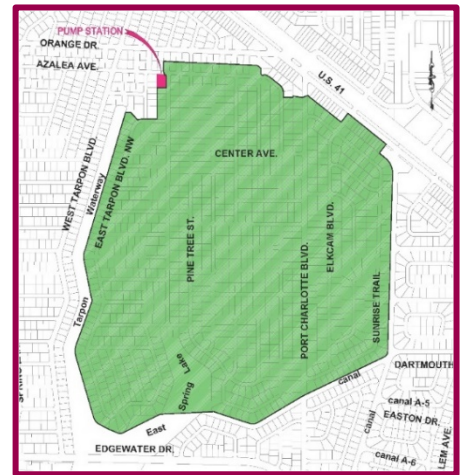 PUMP STATION
ORANGE DR.
AZALEA AVE.
U.S. 41
CENTER AVE.
WEST TARPON BLVD.
Waterway
EAST TARPON BLVD. NW
PINE TREE ST.
PORT CHARLOTTE BLVD.
ELKCAM BLVD.
SUNRISE TRAIL
Tarpon
Lake
Spring
East
canal
DARTMOUTH
canal A-5
EASTON DR.
canal
EDGEWATER DR.
canal A-6
LEM AVE.